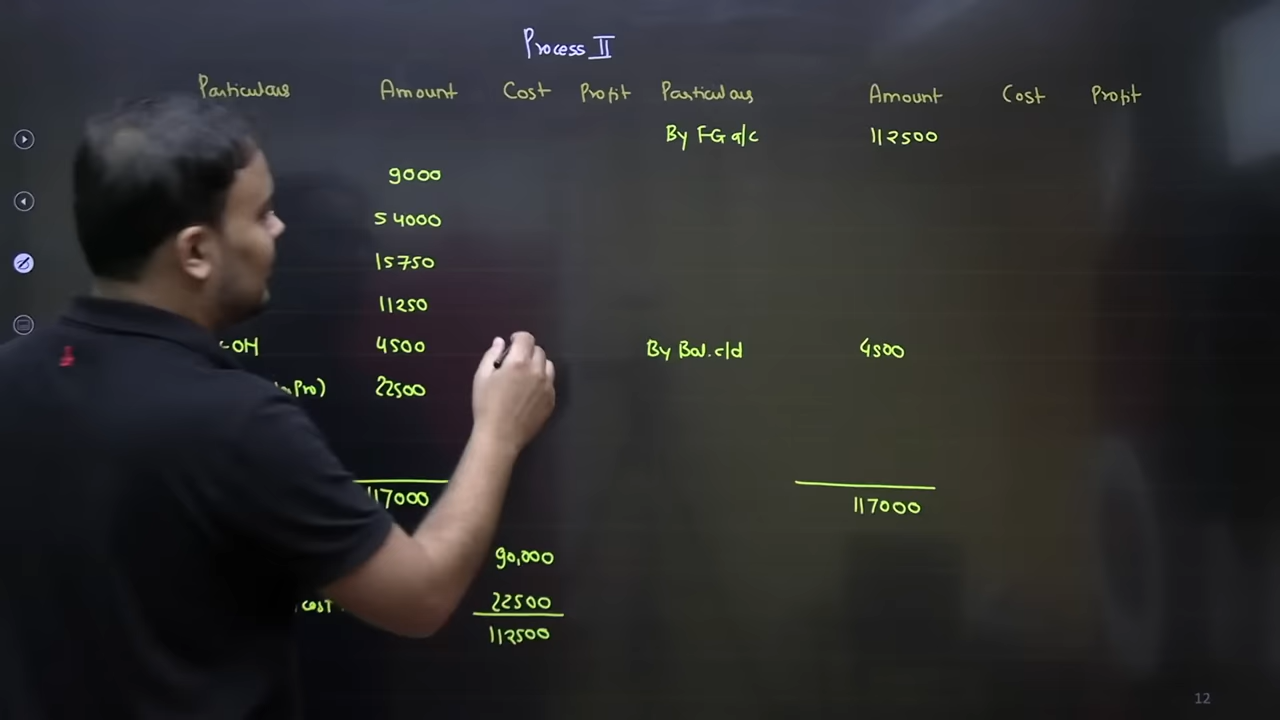 Process II
Particulars Amount Cost Profit Particulars Amount Cost Profit
By FG a/c 112500
9000
54000
15750
11250
OH 4500 By Bal. c/d 4500
Pro) 22500
117000 117000
90,000
cost 22500
112500
12